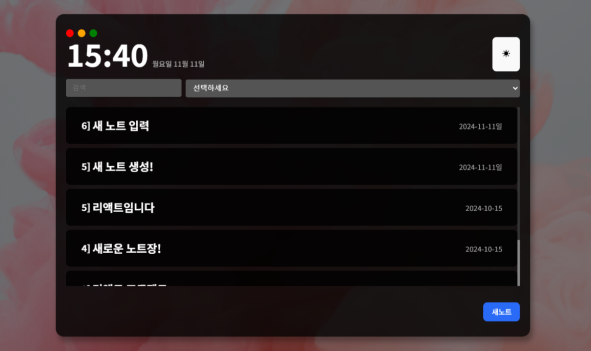 15:40 월요일 11월 11일
검색 선택하세요
6] 새 노트 입력 2024-11-11일
5] 새 노트 생성! 2024-11-11일
5] 리액트임니다 2024-10-15
4] 새로운 노트장! 2024-10-15
새노트